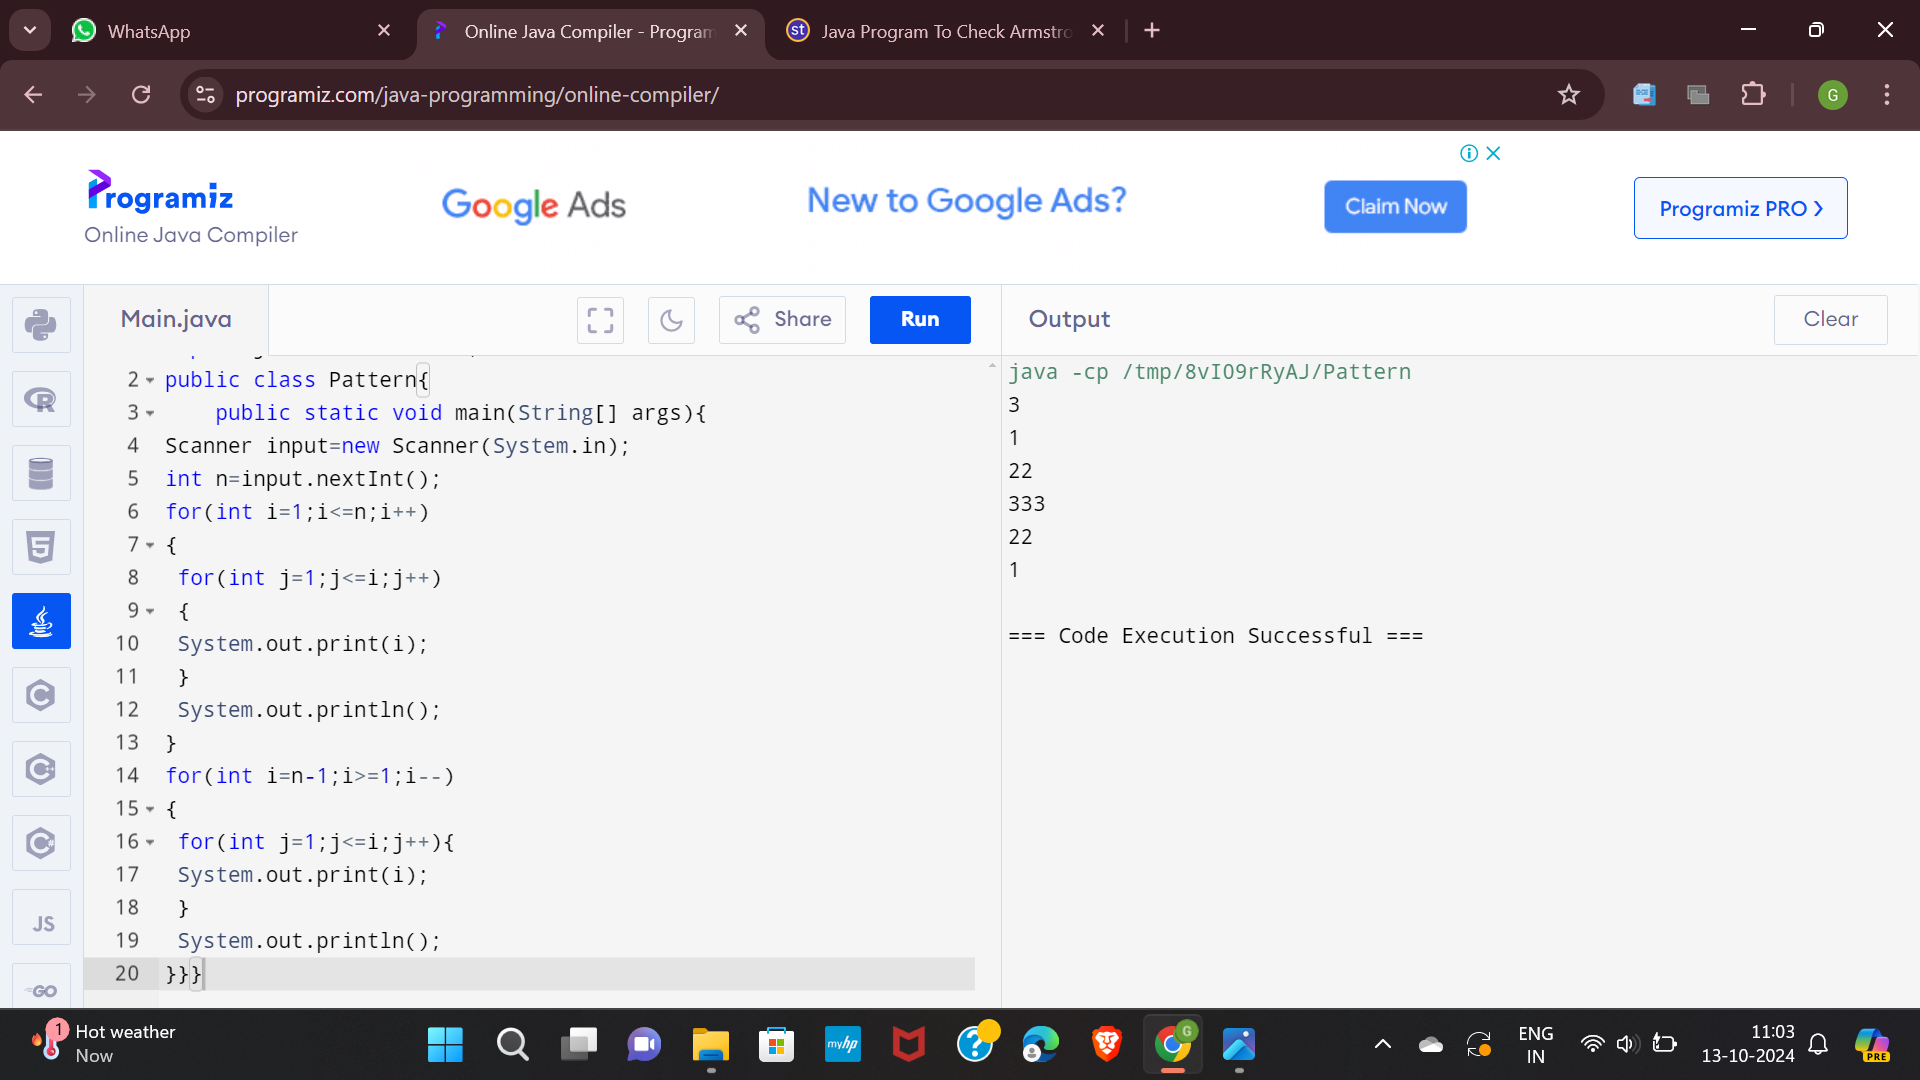 WhatsApp
Online Java Compiler - Program
Java Program To Check Armstro
programiz.com/java-programming/online-compiler/
G
Programiz
Online Java Compiler
Google Ads
New to Google Ads?
Claim Now
Programiz PRO >
Main.java
Share
Run
Output
Clear
2 public class Pattern{
3     public static void main(String[] args){
4 Scanner input=new Scanner(System.in);
5 int n=input.nextInt();
6 for(int i=1;i<=n;i++)
7 {
8  for(int j=1;j<=i;j++)
9  {
10  System.out.print(i);
11  }
12  System.out.println();
13 }
14 for(int i=n-1;i>=1;i--)
15 {
16  for(int j=1;j<=i;j++){
17  System.out.print(i);
18  }
19  System.out.println();
20 }}}
java -cp /tmp/8vIO9rRyAJ/Pattern
3
1
22
333
22
1
=== Code Execution Successful ===
JS
GO
1
Hot weather
Now
myhp
G
ENG
IN
11:03
13-10-2024
PRE